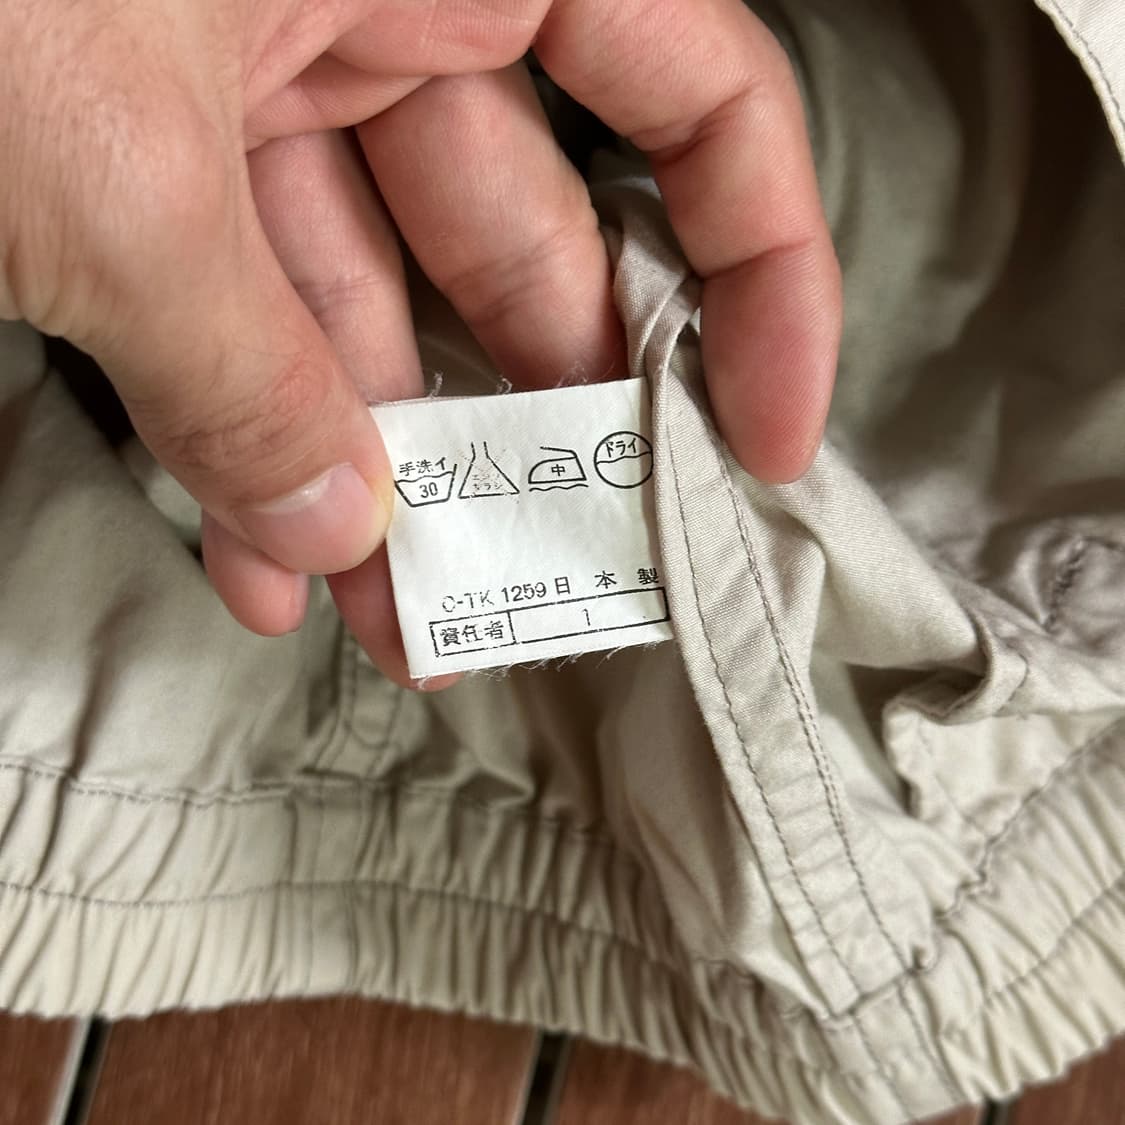 手洗イ 30
エンソ サラシ
中
ドライ
O-TK 1259 日本製
責任者 1